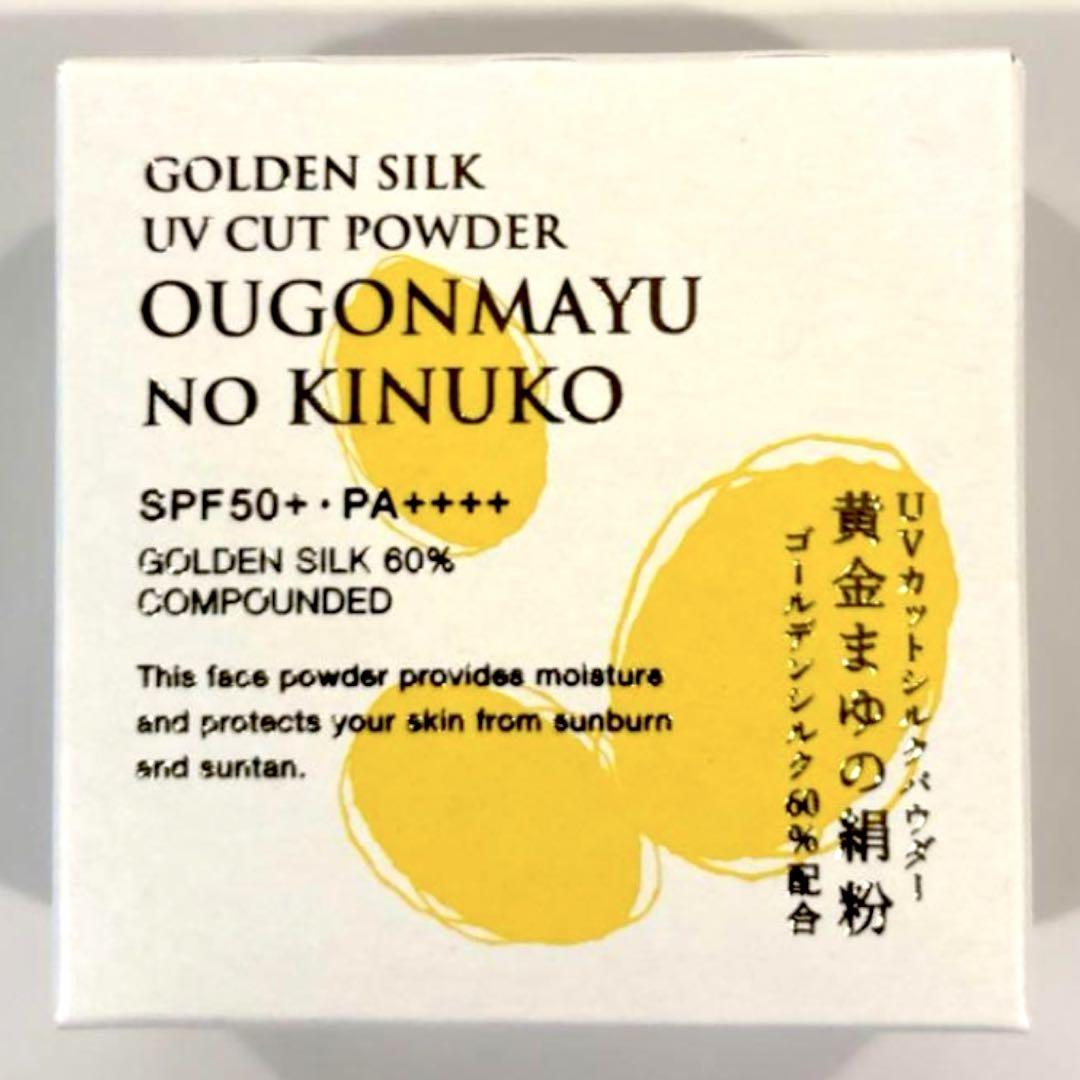 GOLDEN SILK
UV CUT POWDER
OUGONMAYU
NO KINUKO
SPF50+・PA++++
GOLDEN SILK 60%
COMPOUNDED
This face powder provides moisture
and protects your skin from sunburn
and suntan.
UVカットシルクパウダー
黄金まゆの絹粉
ゴールデンシルク60%配合